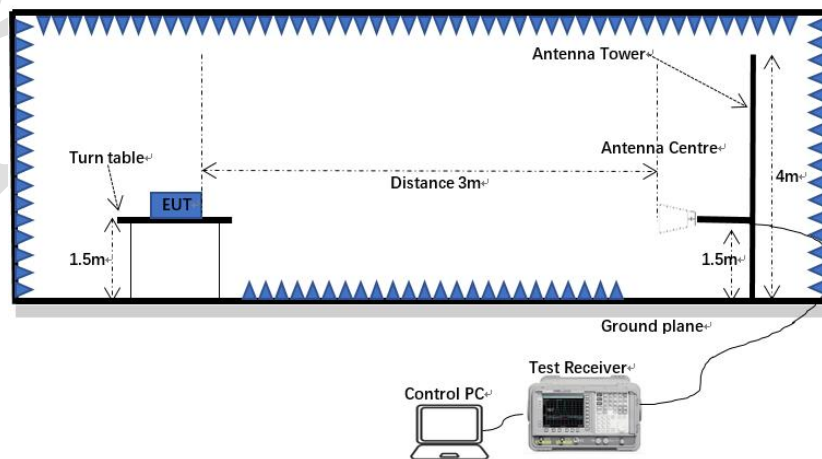 Antenna Tower
Antenna Centre
Turn table
Distance 3m
4m
EUT
1.5m
1.5m
Ground plane
Test Receiver
Control PC